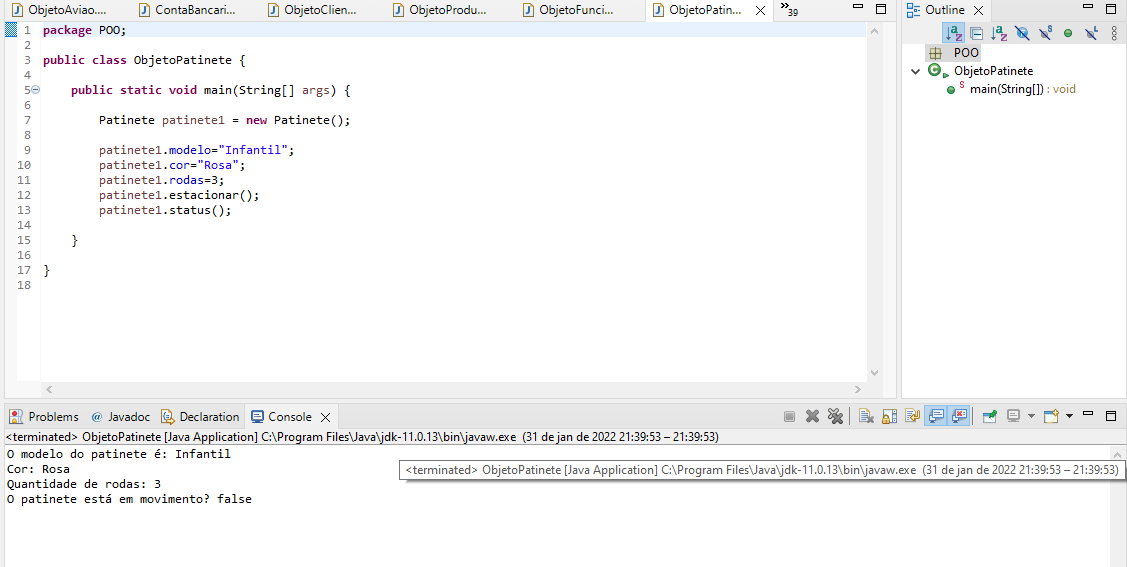 ObjetoAviao.... ContaBancari... ObjetoClien... ObjetoProdu... ObjetoFunci... ObjetoPatin... 39
Outline
1 package POO;
2
3 public class ObjetoPatinete {
4
5 public static void main(String[] args) {
6
7 Patinete patinete1 = new Patinete();
8
9 patinete1.modelo="Infantil";
10 patinete1.cor="Rosa";
11 patinete1.rodas=3;
12 patinete1.estacionar();
13 patinete1.status();
14
15 }
16
17 }
18
POO
ObjetoPatinete
main(String[]) : void
Problems @ Javadoc Declaration Console
<terminated> ObjetoPatinete [Java Application] C:\Program Files\Java\jdk-11.0.13\bin\javaw.exe (31 de jan de 2022 21:39:53 – 21:39:53)
O modelo do patinete é: Infantil
Cor: Rosa
Quantidade de rodas: 3
O patinete está em movimento? false
<terminated> ObjetoPatinete [Java Application] C:\Program Files\Java\jdk-11.0.13\bin\javaw.exe (31 de jan de 2022 21:39:53 – 21:39:53)